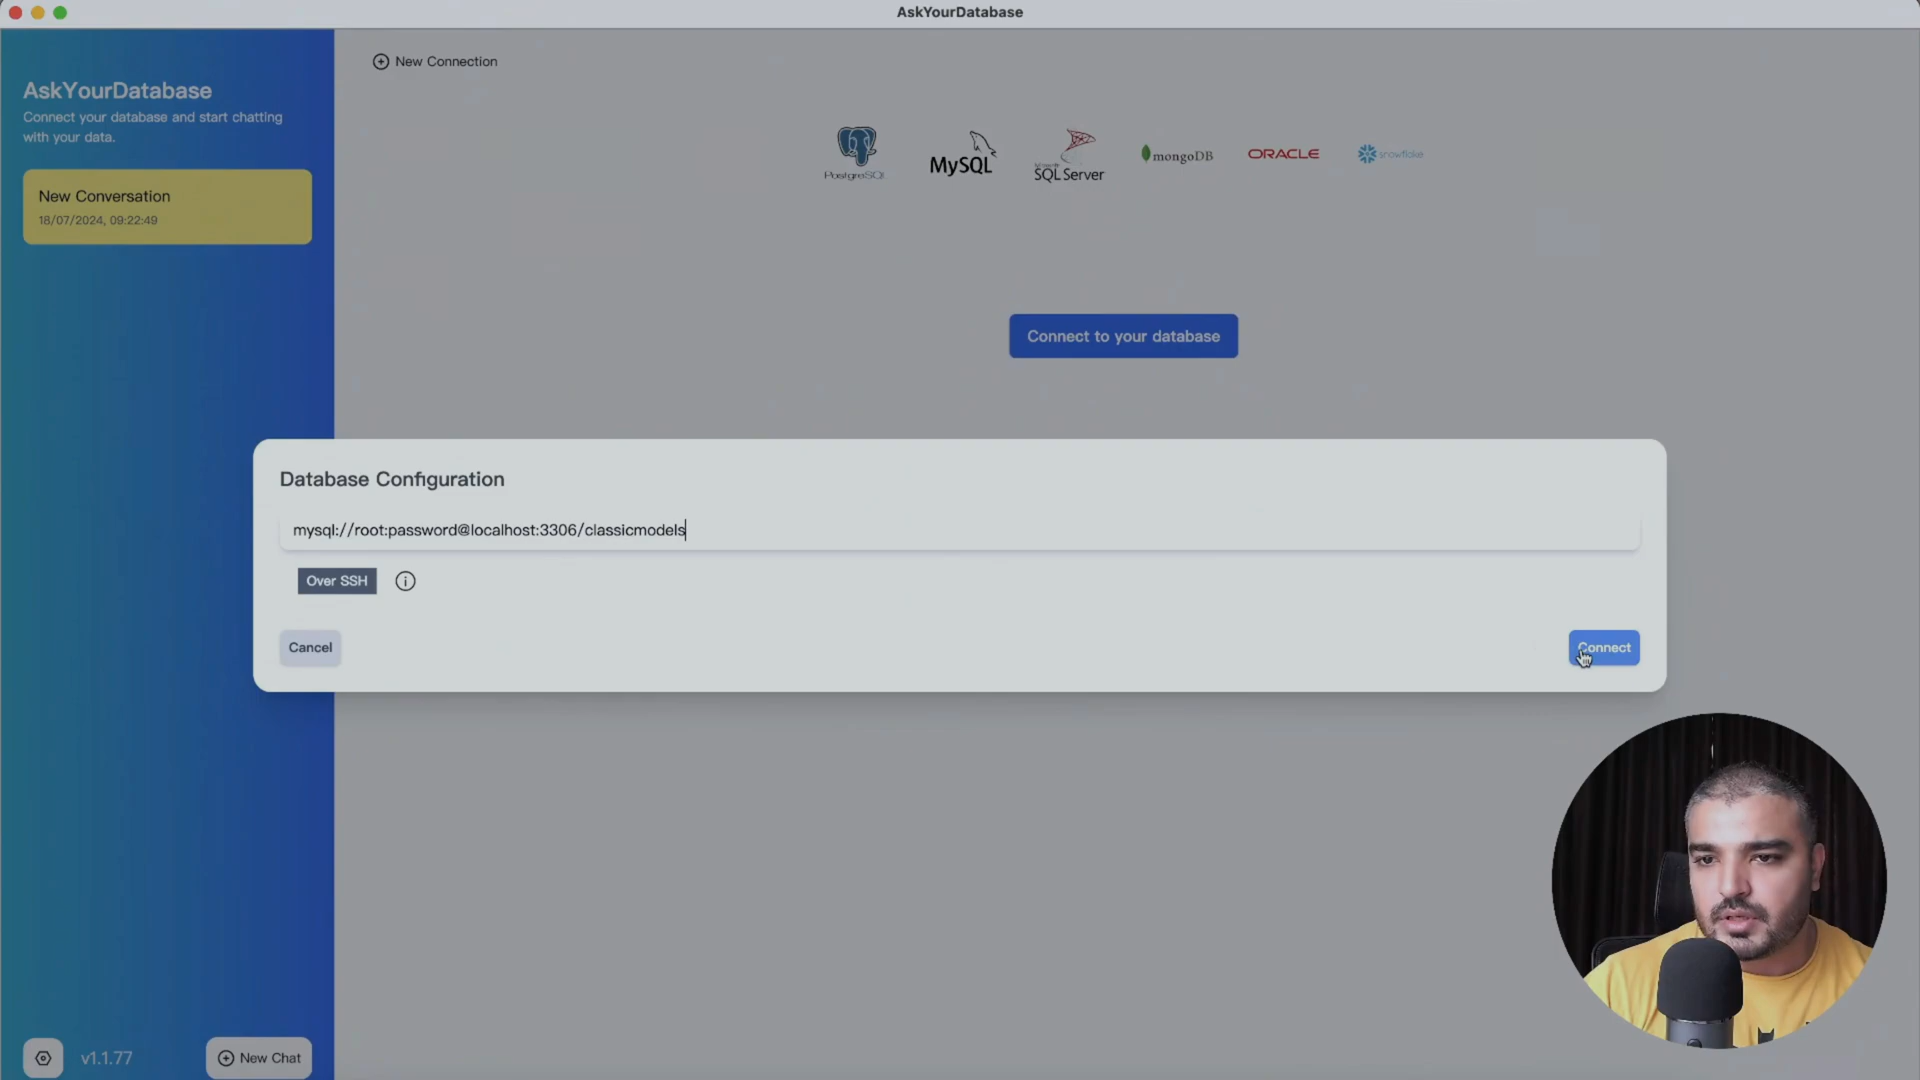 AskYourDatabase
New Connection
AskYourDatabase
Connect your database and start chatting
with your data.
New Conversation
18/07/2024, 09:22:49
PostgreSQL
MySQL
SQL Server
mongoDB
ORACLE
snowflake
Connect to your database
Database Configuration
mysql://root:password@localhost:3306/classicmodels
Over SSH
Cancel
Connect
v1.1.77
New Chat